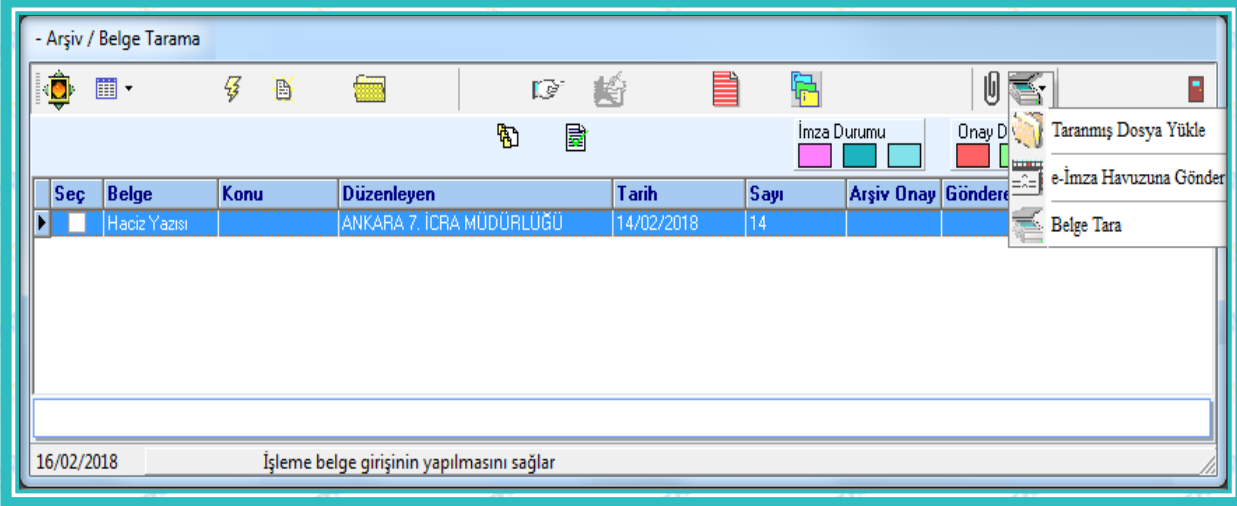 - Arşiv / Belge Tarama
Taranmış Dosya Yükle
İmza Durumu
Onay D
e-İmza Havuzuna Gönder
Seç Belge Konu Düzenleyen Tarih Sayı Arşiv Onay Göndere
Haciz Yazısı ANKARA 7. İCRA MÜDÜRLÜĞÜ 14/02/2018 14
Belge Tara
16/02/2018 İşleme belge girişinin yapılmasını sağlar